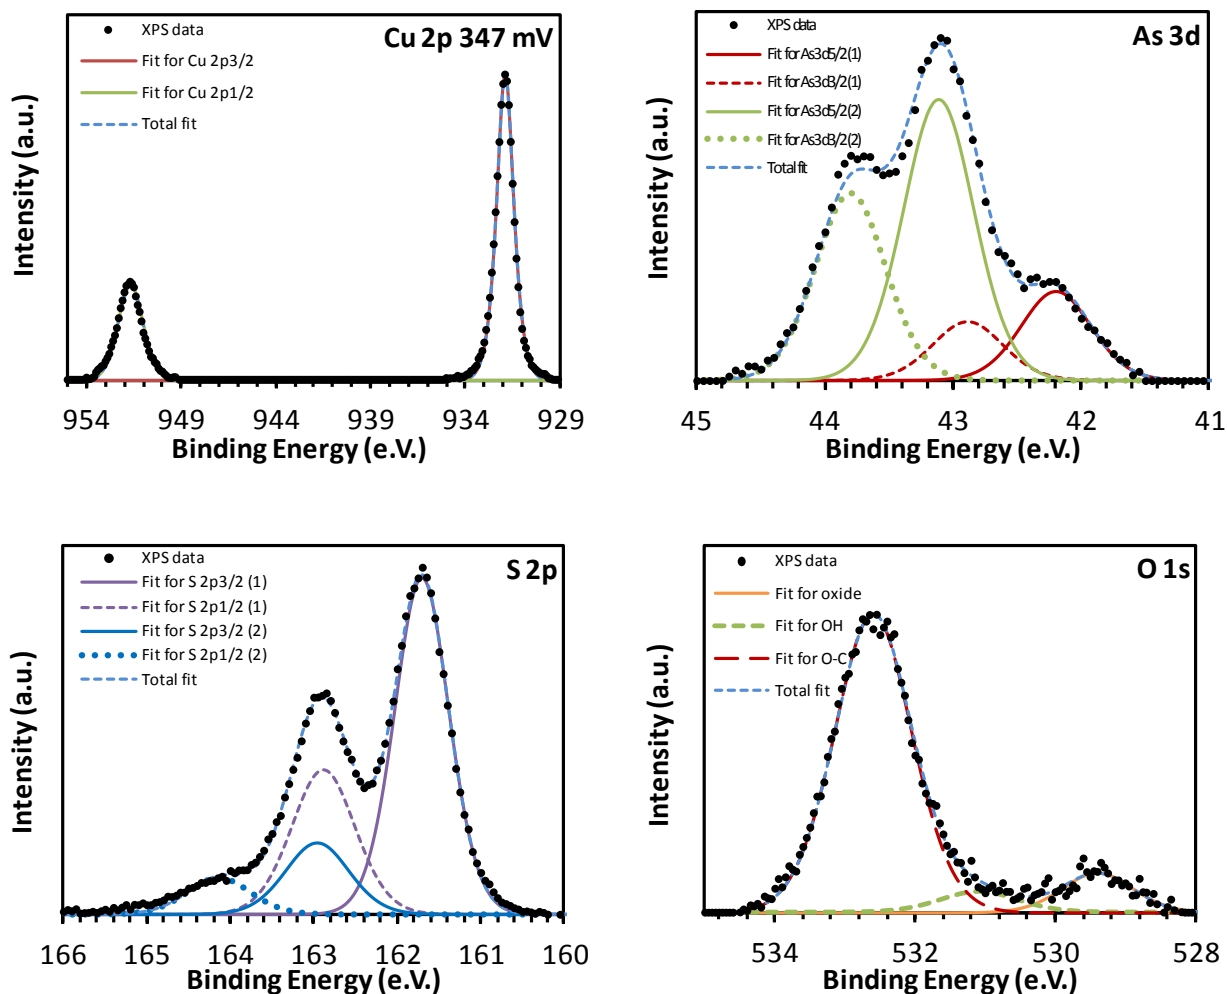 Cu 2p 347 mV
XPS data
Fit for Cu 2p3/2
Fit for Cu 2p1/2
Total fit
Intensity (a.u.)
954 949 944 939 934 929
Binding Energy (e.V.)
As 3d
XPS data
Fit for As3d5/2(1)
Fit for As3d3/2(1)
Fit for As3d5/2(2)
Fit for As3d3/2(2)
Total fit
Intensity (a.u.)
45 44 43 42 41
Binding Energy (e.V.)
S 2p
XPS data
Fit for S 2p3/2 (1)
Fit for S 2p1/2 (1)
Fit for S 2p3/2 (2)
Fit for S 2p1/2 (2)
Total fit
Intensity (a.u.)
166 165 164 163 162 161 160
Binding Energy (e.V.)
O 1s
XPS data
Fit for oxide
Fit for OH
Fit for O-C
Total fit
Intensity (a.u.)
534 532 530 528
Binding Energy (e.V.)